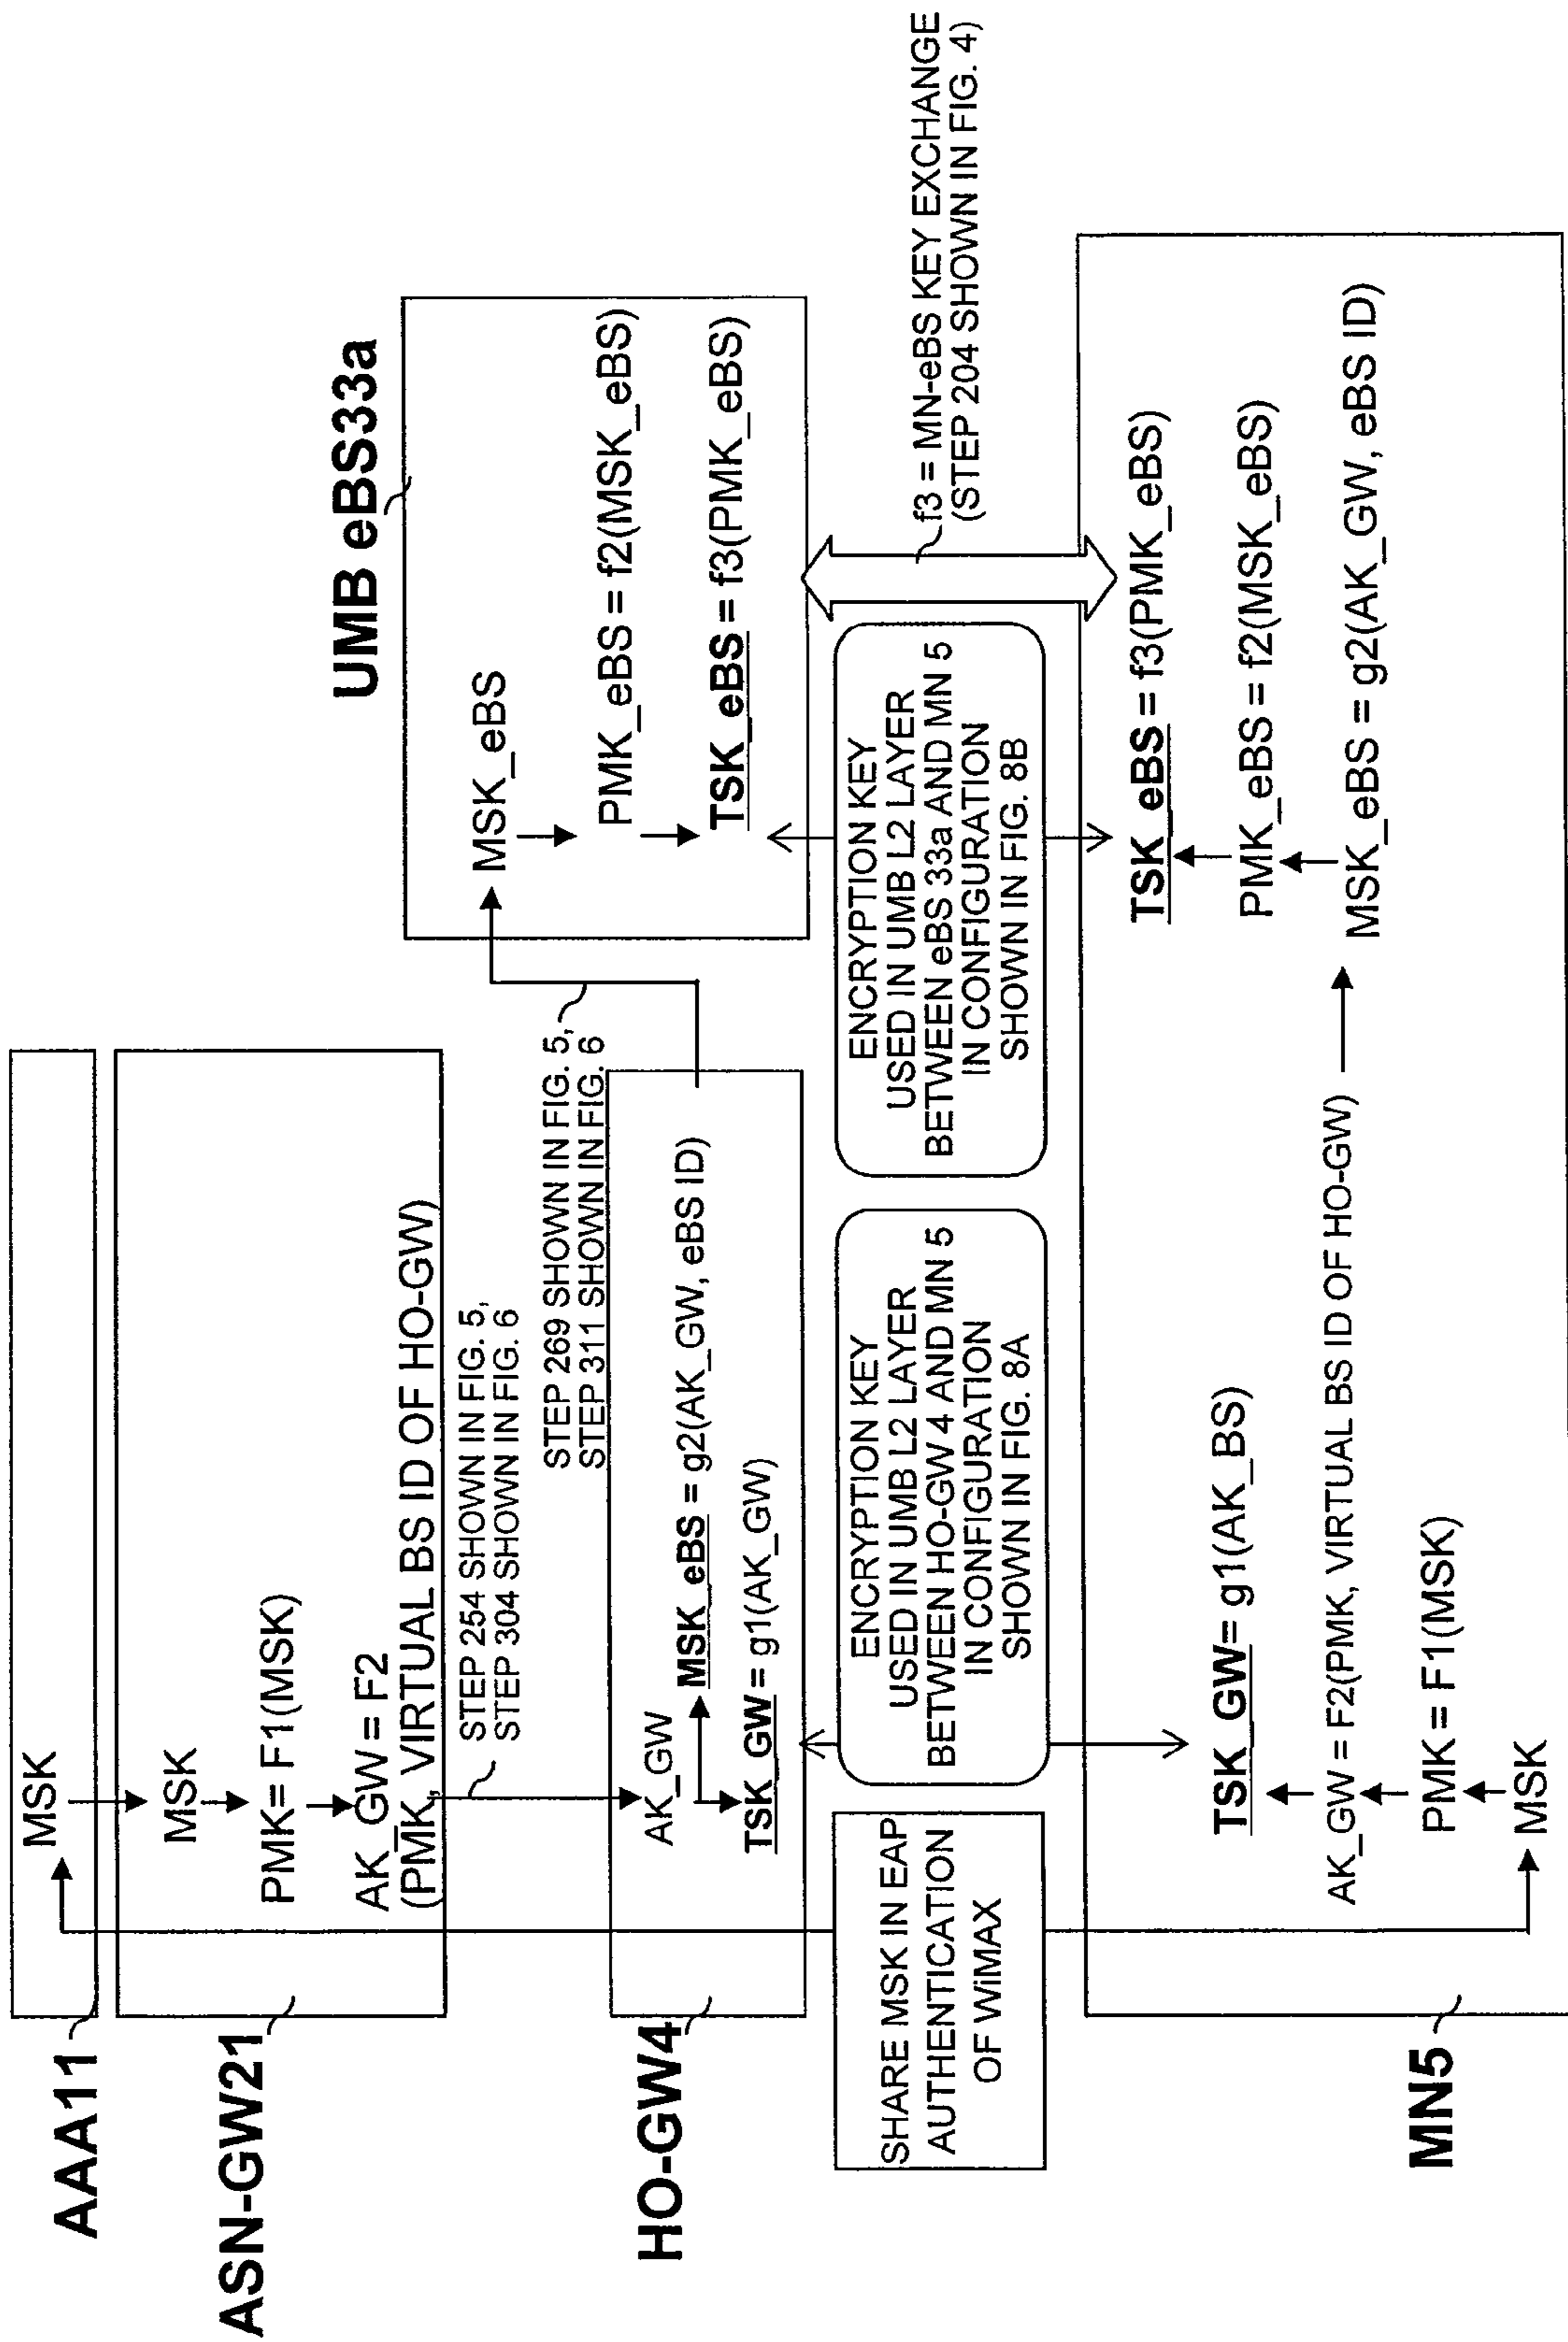 AAA11
MSK
ASN-GW21
MSK
PMK= F1(MSK)
AK_GW = F2
(PMK, VIRTUAL BS ID OF HO-GW)
STEP 254 SHOWN IN FIG. 5,
STEP 304 SHOWN IN FIG. 6
STEP 269 SHOWN IN FIG. 5,
STEP 311 SHOWN IN FIG. 6
HO-GW4
AK_GW
MSK_eBS = g2(AK_GW, eBS ID)
TSK_GW = g1(AK_GW)
UMB eBS33a
MSK_eBS
PMK_eBS = f2(MSK_eBS)
TSK_eBS = f3(PMK_eBS)
SHARE MSK IN EAP
AUTHENTICATION
OF WiMAX
ENCRYPTION KEY
USED IN UMB L2 LAYER
BETWEEN HO-GW 4 AND MN 5
IN CONFIGURATION
SHOWN IN FIG. 8A
ENCRYPTION KEY
USED IN UMB L2 LAYER
BETWEEN eBS 33a AND MN 5
IN CONFIGURATION
SHOWN IN FIG. 8B
f3 = MN-eBS KEY EXCHANGE
(STEP 204 SHOWN IN FIG. 4)
MN5
TSK_GW= g1(AK_BS)
AK_GW = F2(PMK, VIRTUAL BS ID OF HO-GW)
PMK = F1(MSK)
MSK
TSK_eBS = f3(PMK_eBS)
PMK_eBS = f2(MSK_eBS)
MSK_eBS = g2(AK_GW, eBS ID)